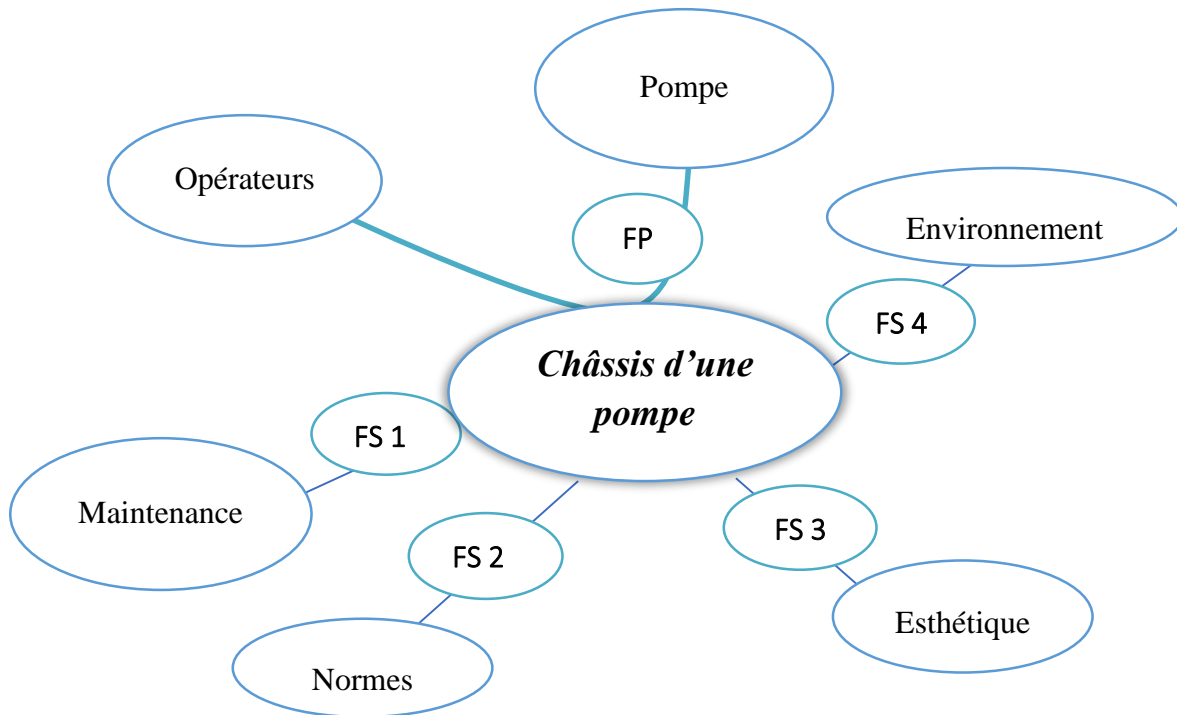 Pompe
Opérateurs
FP
Environnement
FS 4
Châssis d’une
pompe
FS 1
Maintenance
FS 2
FS 3
Esthétique
Normes